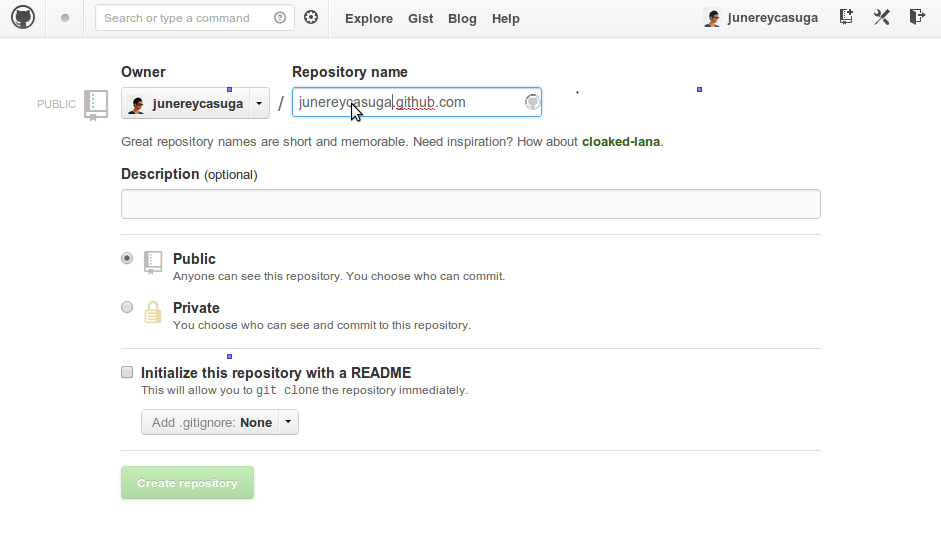 Search or type a command
Explore Gist Blog Help
junereycasuga
Owner
Repository name
PUBLIC
junereycasuga / junereycasuga.github.com
Great repository names are short and memorable. Need inspiration? How about cloaked-lana.
Description (optional)
Public
Anyone can see this repository. You choose who can commit.
Private
You choose who can see and commit to this repository.
Initialize this repository with a README
This will allow you to git clone the repository immediately.
Add .gitignore: None
Create repository